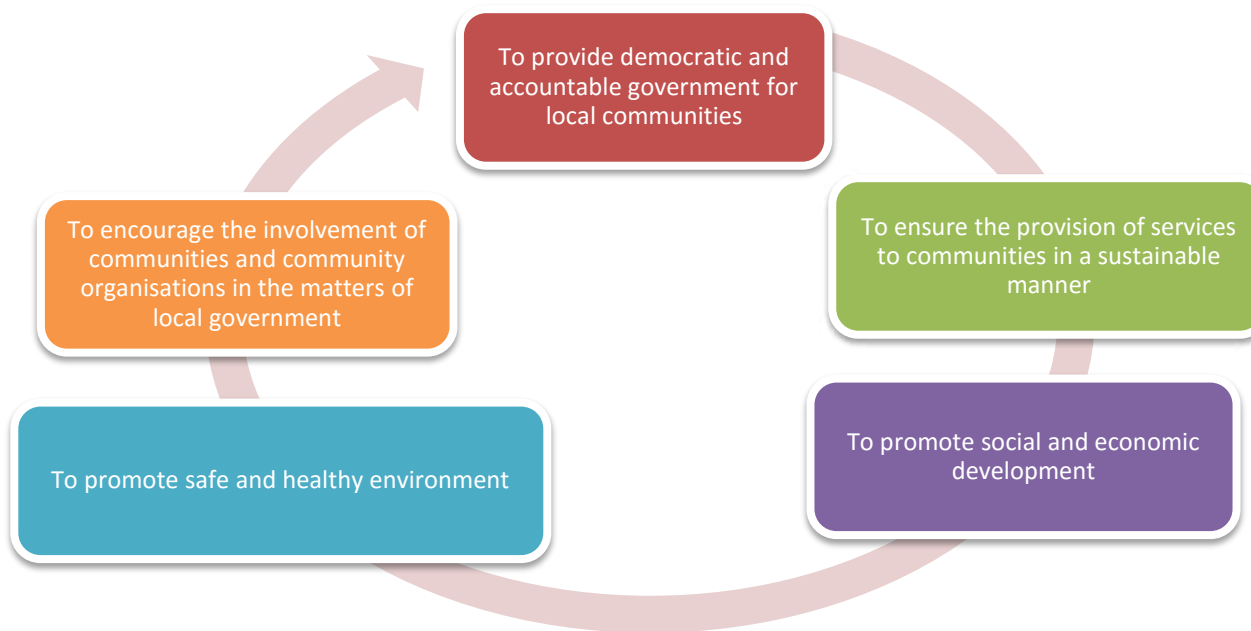 To provide democratic and
accountable government for
local communities
To ensure the provision of services
to communities in a sustainable
manner
To promote social and economic
development
To promote safe and healthy environment
To encourage the involvement of
communities and community
organisations in the matters of
local government